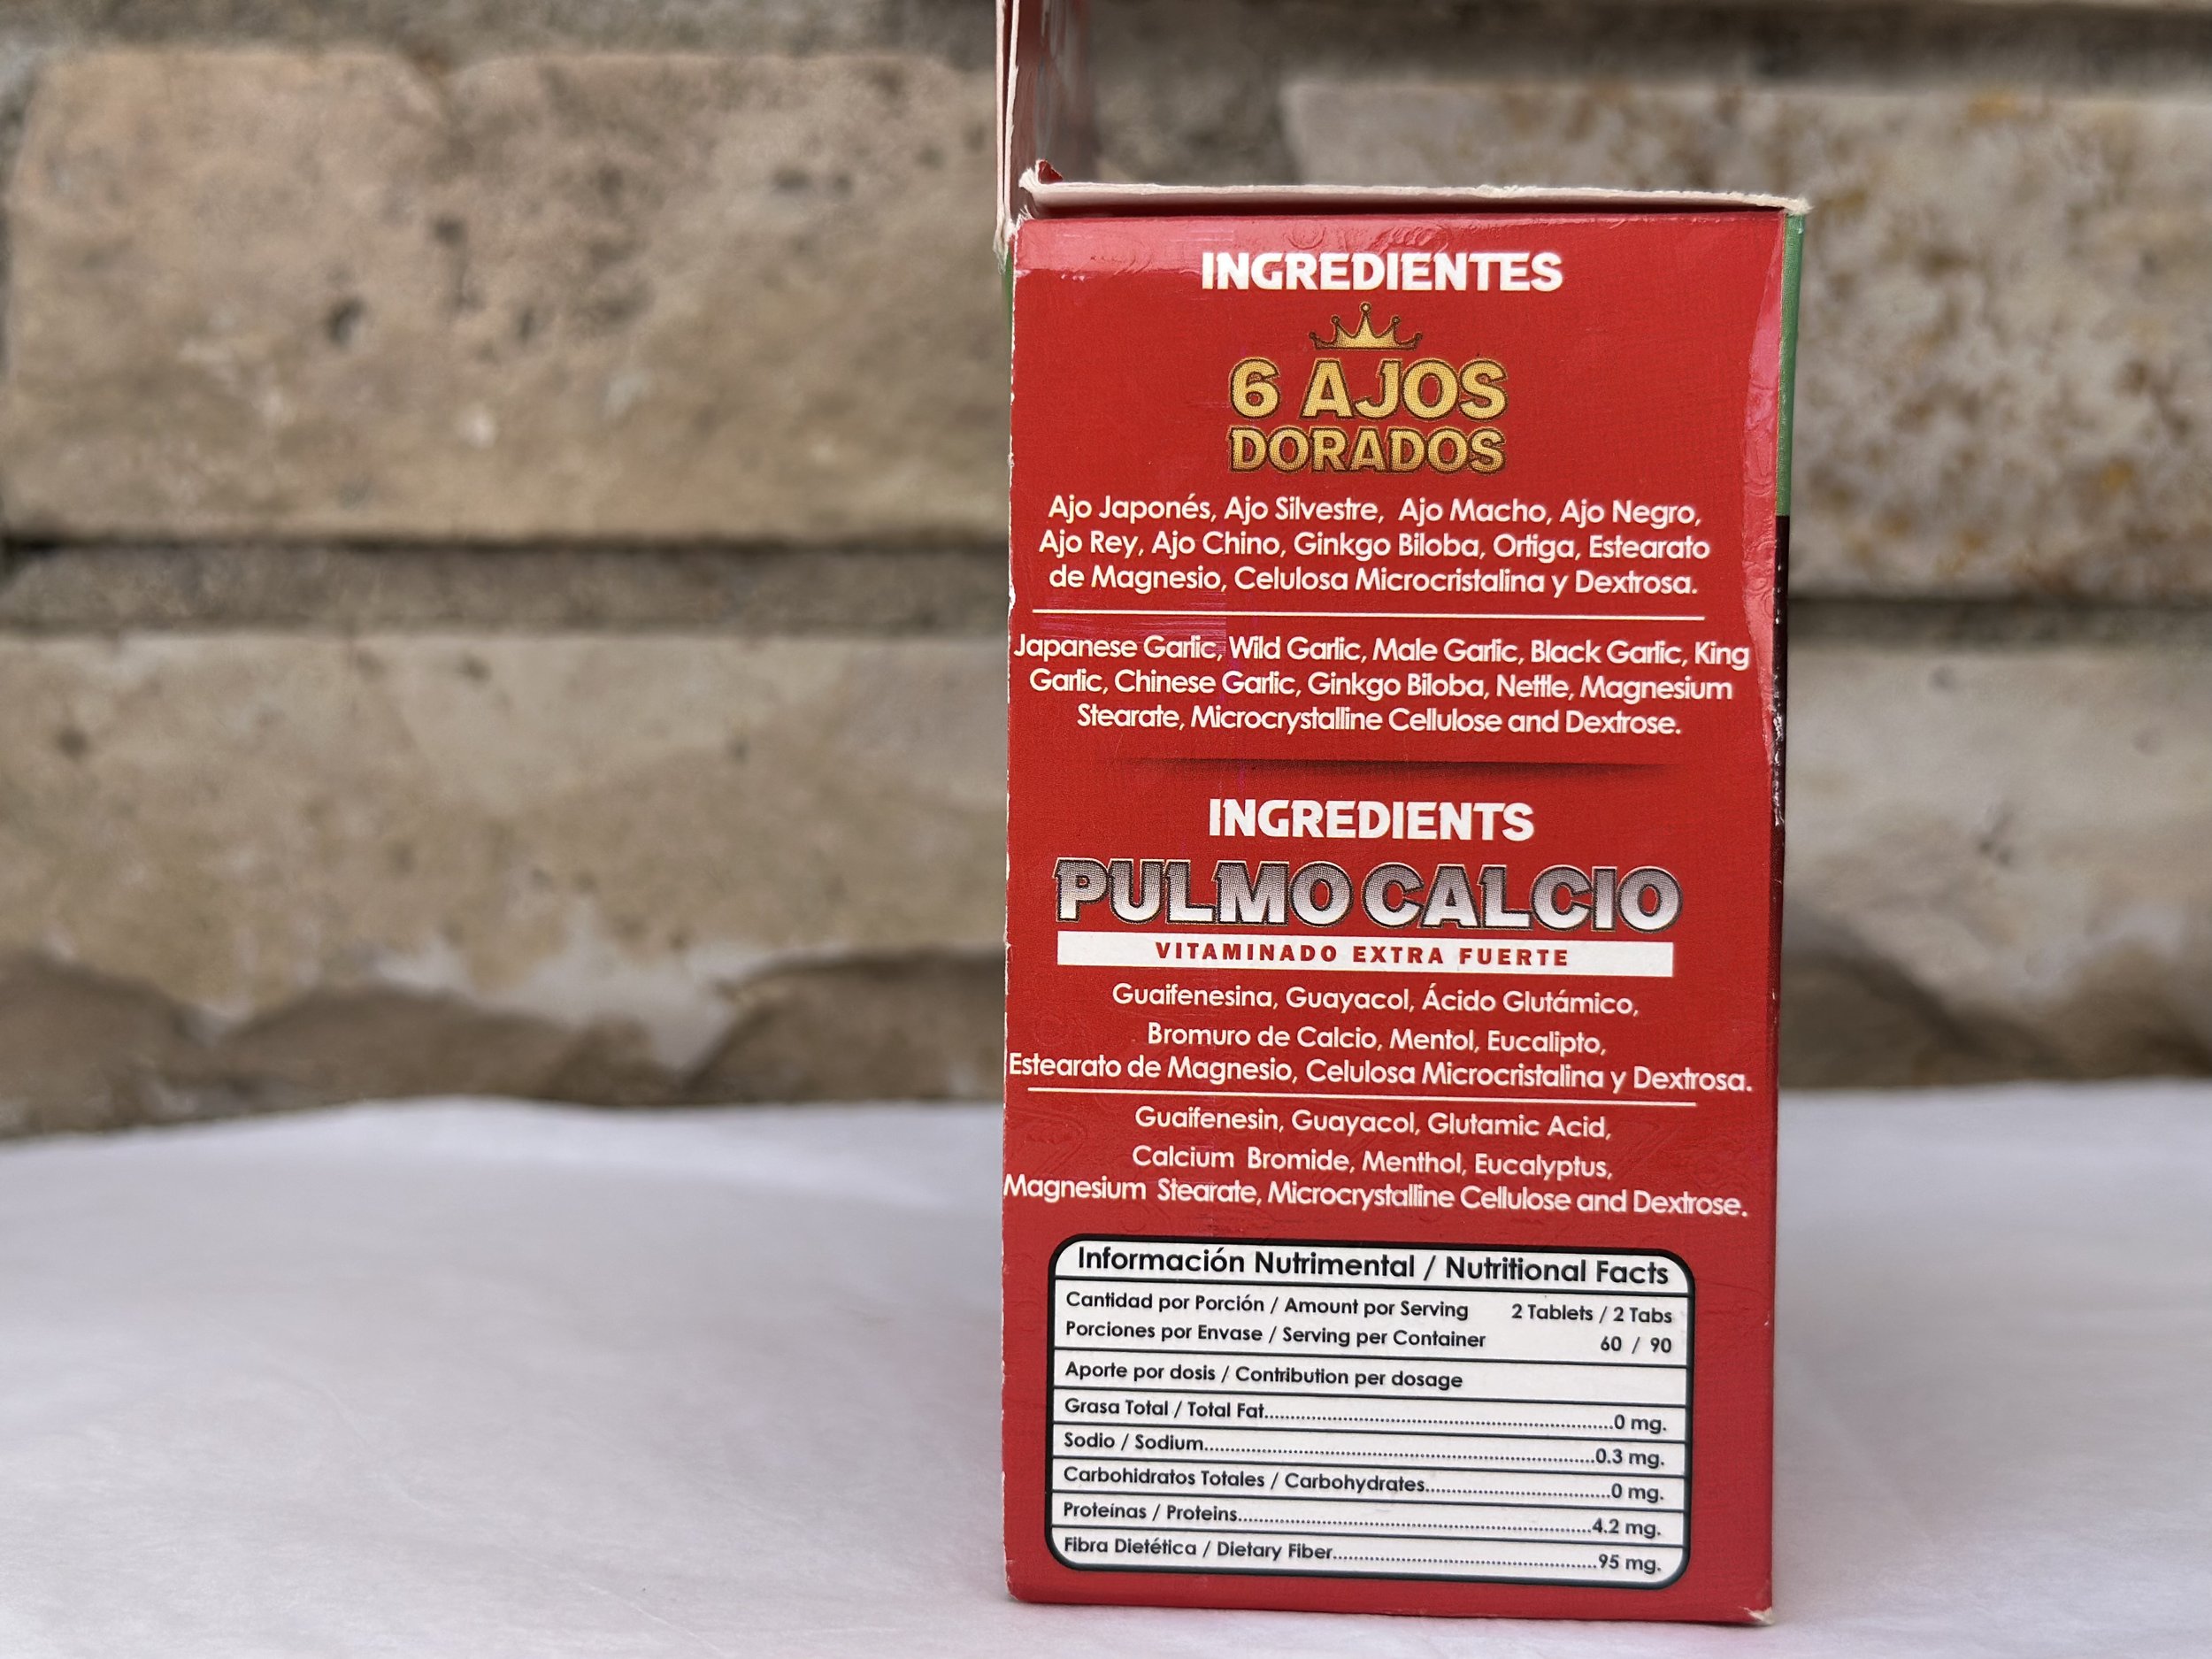 INGREDIENTES
6 AJOS
DORADOS
Ajo Japonés, Ajo Silvestre, Ajo Macho, Ajo Negro,
Ajo Rey, Ajo Chino, Ginkgo Biloba, Ortiga, Estearato
de Magnesio, Celulosa Microcristalina y Dextrosa.
Japanese Garlic, Wild Garlic, Male Garlic, Black Garlic, King
Garlic, Chinese Garlic, Ginkgo Biloba, Nettle, Magnesium
Stearate, Microcrystalline Cellulose and Dextrose.
INGREDIENTS
PULMO CALCIO
VITAMINADO EXTRA FUERTE
Guaifenesina, Guayacol, Ácido Glutámico,
Bromuro de Calcio, Mentol, Eucalipto,
Estearato de Magnesio, Celulosa Microcristalina y Dextrosa.
Guaifenesin, Guayacol, Glutamic Acid,
Calcium Bromide, Menthol, Eucalyptus,
Magnesium Stearate, Microcrystalline Cellulose and Dextrose.
Información Nutrimental / Nutritional Facts
Cantidad por Porción / Amount por Serving 2 Tablets / 2 Tabs
Porciones por Envase / Serving per Container 60 / 90
Aporte por dosis / Contribution per dosage
Grasa Total / Total Fat..........0 mg.
Sodio / Sodium..........0.3 mg.
Carbohidratos Totales / Carbohydrates..........0 mg.
Proteínas / Proteins..........4.2 mg.
Fibra Dietética / Dietary Fiber..........95 mg.